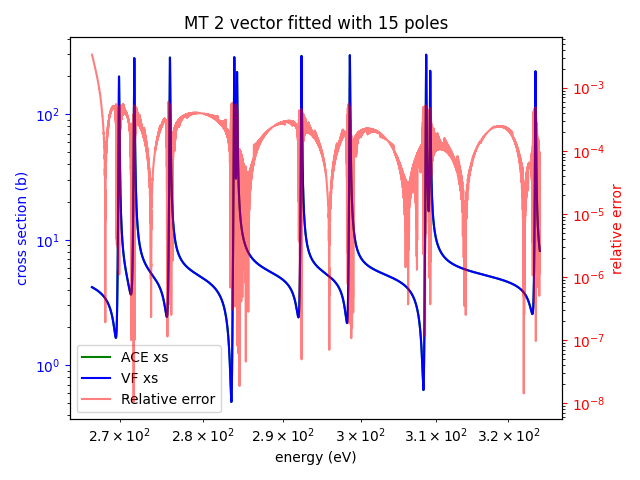 MT 2 vector fitted with 15 poles
10²
10¹
10⁰
cross section (b)
10⁻³
10⁻⁴
10⁻⁵
10⁻⁶
10⁻⁷
10⁻⁸
relative error
ACE xs
VF xs
Relative error
2.7 × 10² 2.8 × 10² 2.9 × 10² 3 × 10² 3.1 × 10² 3.2 × 10²
energy (eV)